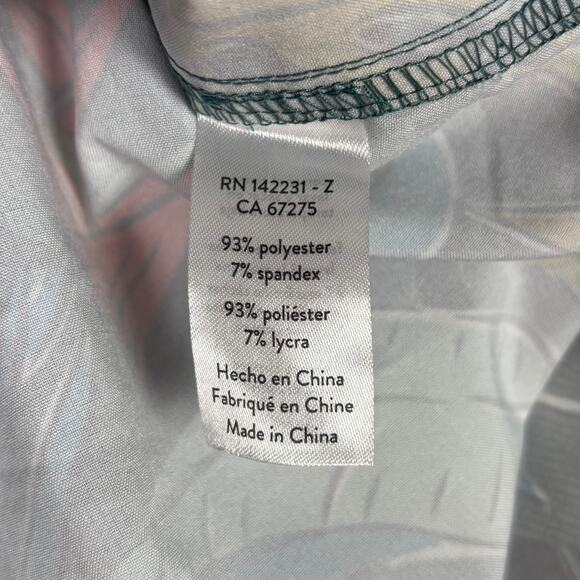 RN 142231 - Z
CA 67275
93% polyester
7% spandex
93% poliéster
7% lycra
Hecho en China
Fabriqué en Chine
Made in China